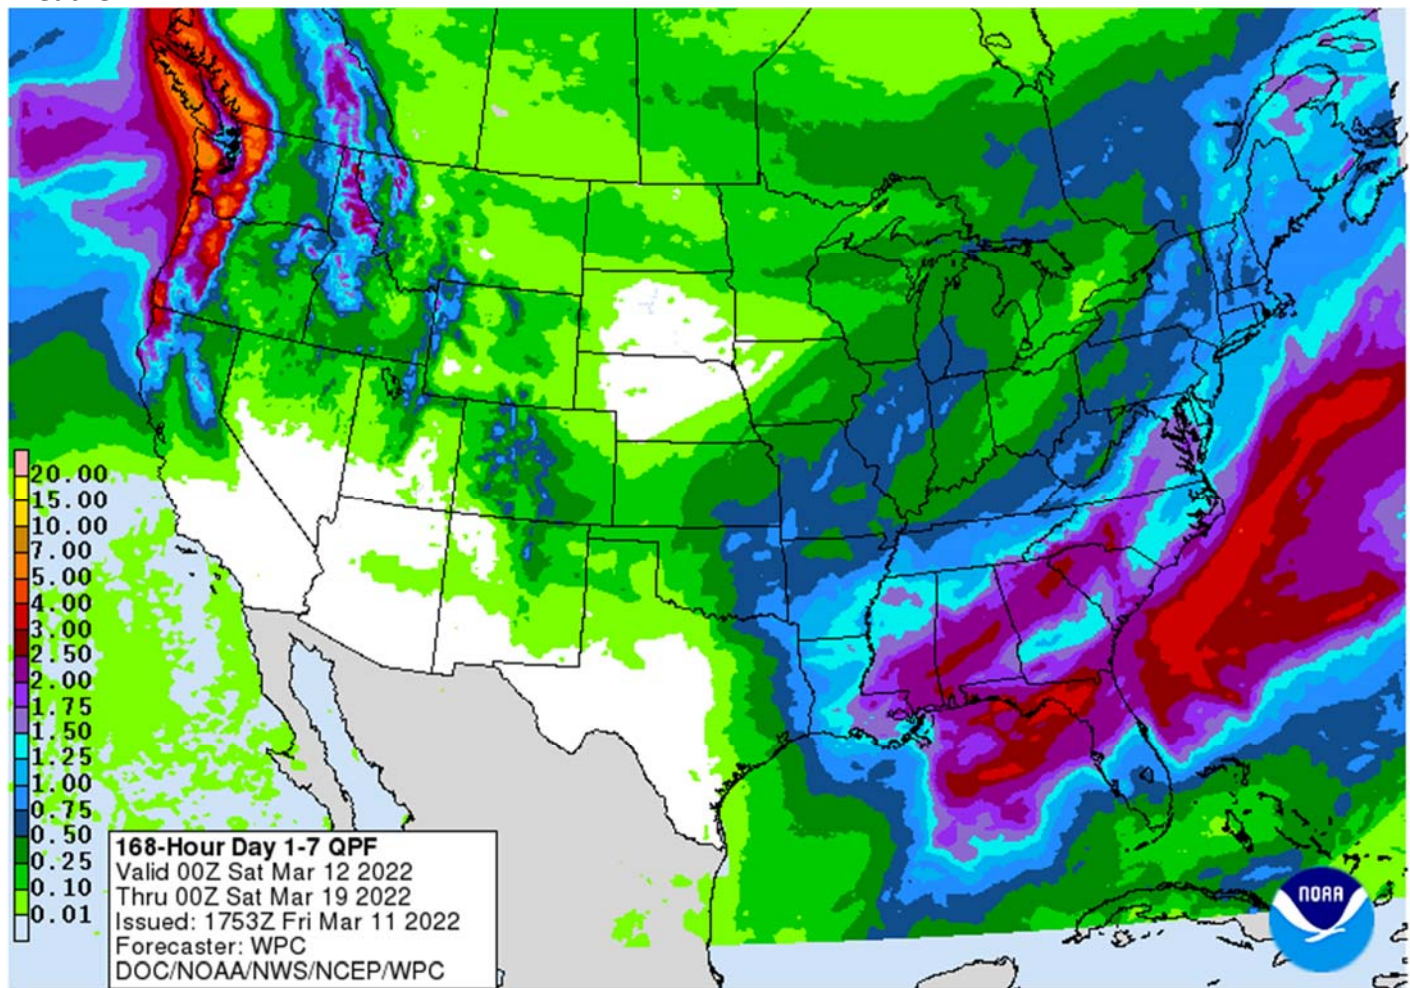 20.00
15.00
10.00
7.00
5.00
4.00
3.00
2.50
2.00
1.75
1.50
1.25
1.00
0.75
0.50
0.25
0.10
0.01
168-Hour Day 1-7 QPF
Valid 00Z Sat Mar 12 2022
Thru 00Z Sat Mar 19 2022
Issued: 1753Z Fri Mar 11 2022
Forecaster: WPC
DOC/NOAA/NWS/NCEP/WPC
NOAA